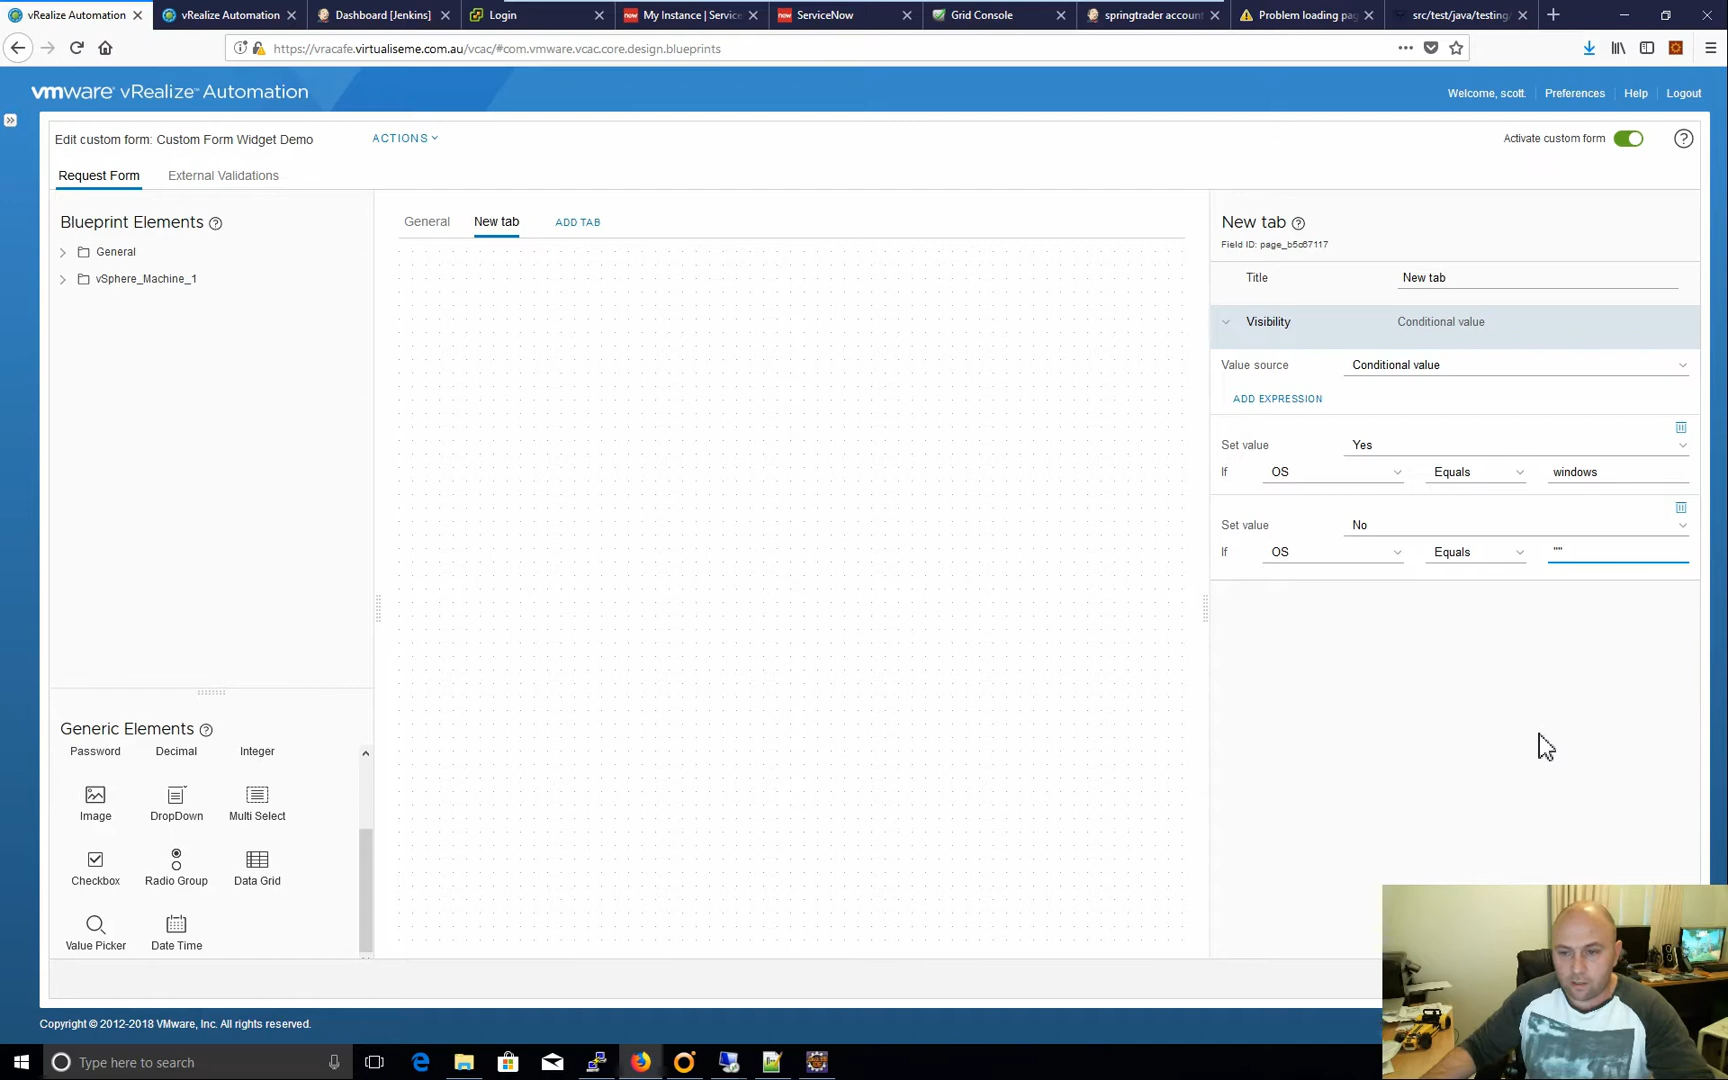 vRealize Automation
vRealize Automation
Dashboard [Jenkins]
Login
My Instance | Service
ServiceNow
Grid Console
springtrader accoun
Problem loading pag
src/test/java/testing
https://vracafe.virtualiseme.com.au/vcac/#com.vmware.vcac.core.design.blueprints
vmware vRealize Automation
Welcome, scott.
Preferences
Help
Logout
Edit custom form: Custom Form Widget Demo
ACTIONS
Activate custom form
Request Form
External Validations
Blueprint Elements
General
vSphere_Machine_1
General
New tab
ADD TAB
New tab
Field ID: page_b5c67117
Title
New tab
Visibility
Conditional value
Value source
Conditional value
ADD EXPRESSION
Set value
Yes
If
OS
Equals
windows
Set value
No
If
OS
Equals
""
Generic Elements
Password
Decimal
Integer
Image
DropDown
Multi Select
Checkbox
Radio Group
Data Grid
Value Picker
Date Time
Copyright © 2012-2018 VMware, Inc. All rights reserved.
Type here to search